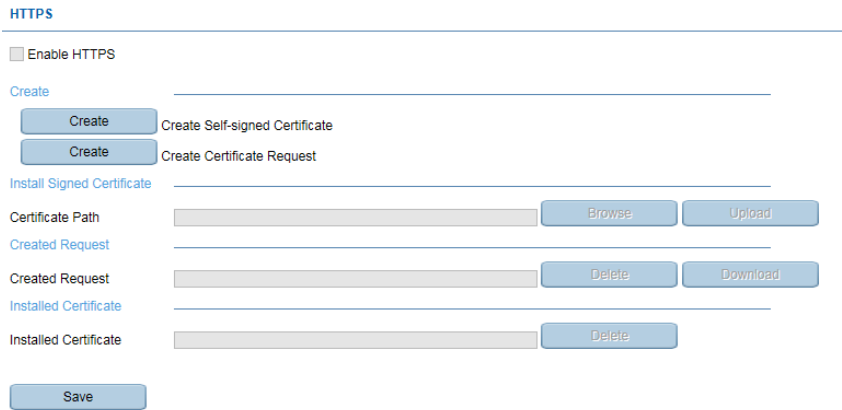 HTTPS
Enable HTTPS
Create
Create Create Self-signed Certificate
Create Create Certificate Request
Install Signed Certificate
Certificate Path Browse Upload
Created Request
Created Request Delete Download
Installed Certificate
Installed Certificate Delete
Save